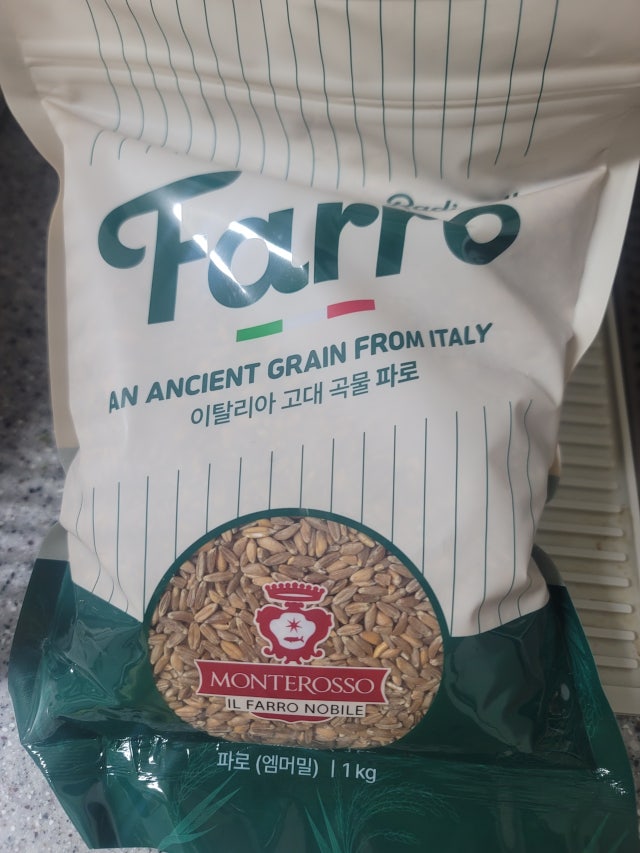 Farro
AN ANCIENT GRAIN FROM ITALY
이탈리아 고대 곡물 파로
MONTEROSSO
IL FARRO NOBILE
파로 (엠머밀) | 1kg